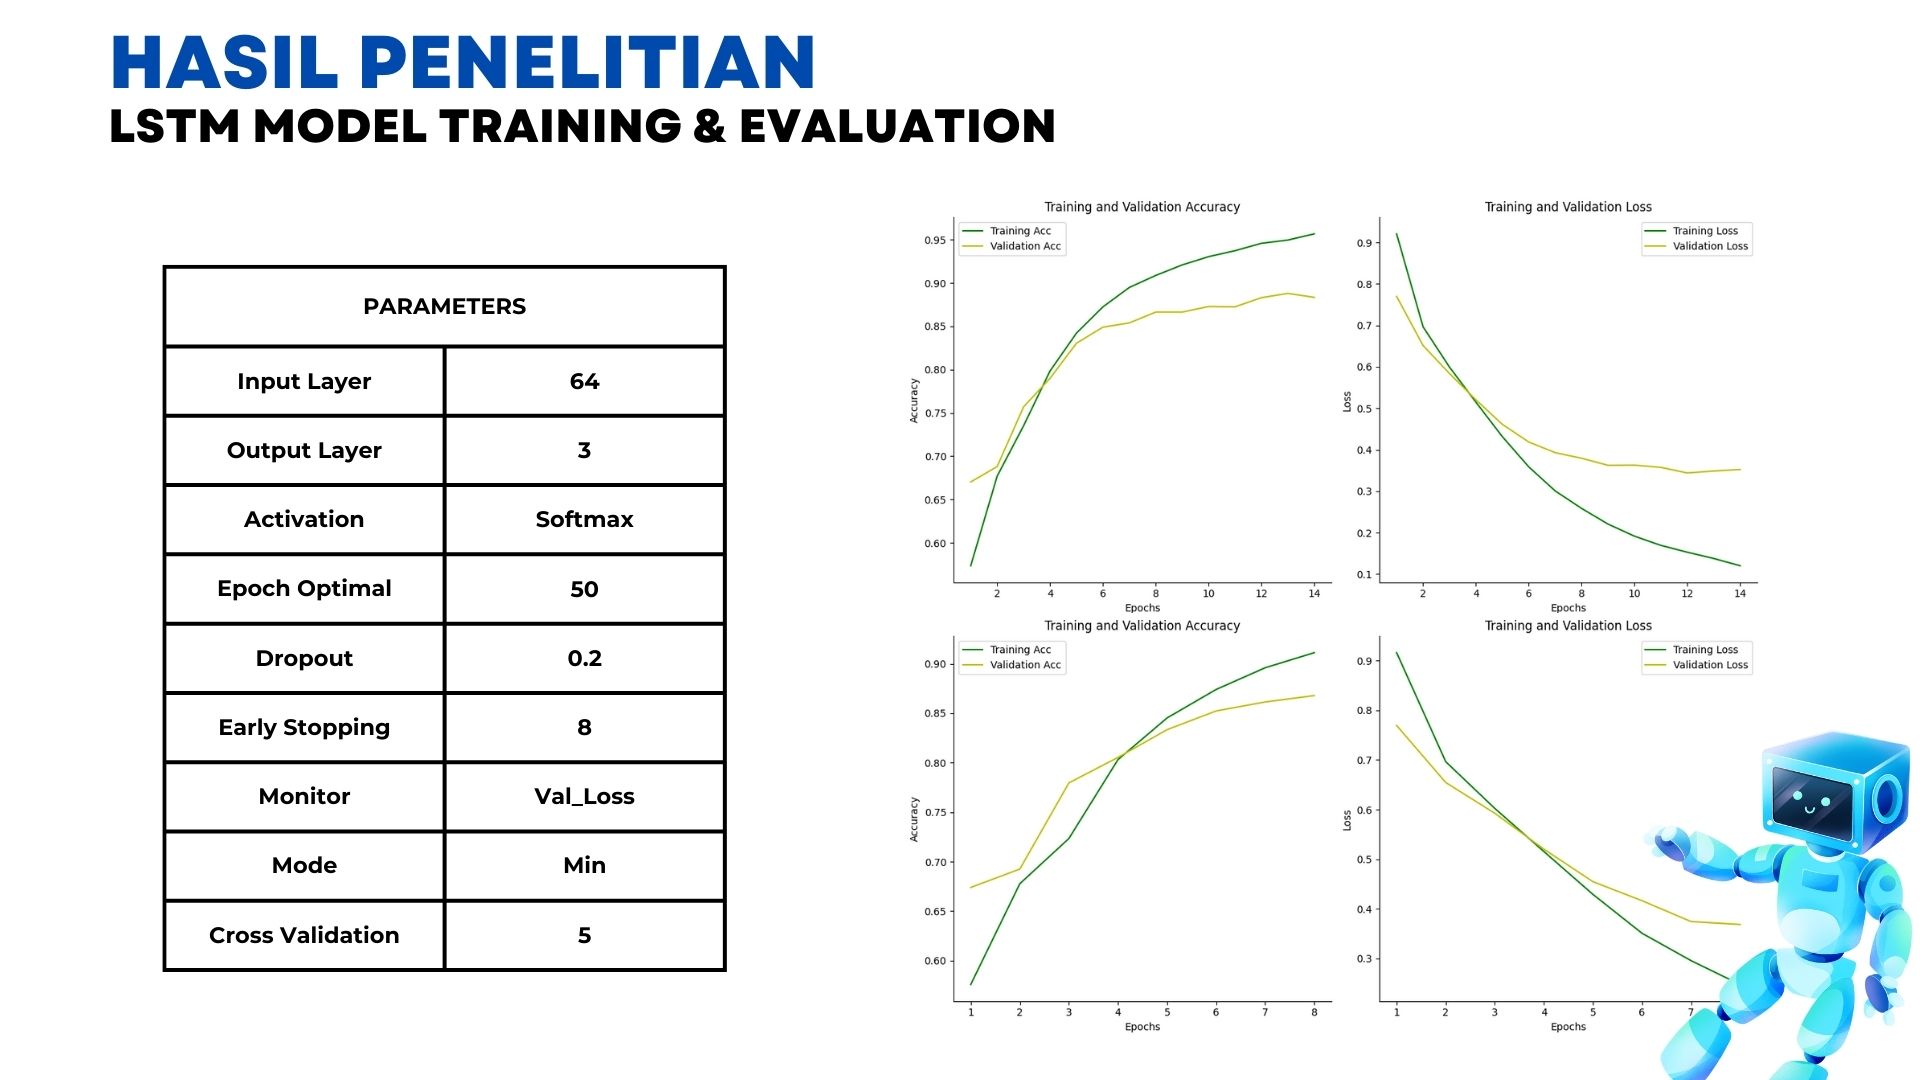 HASIL PENELITIAN
LSTM MODEL TRAINING & EVALUATION
PARAMETERS
Input Layer 64
Output Layer 3
Activation Softmax
Epoch Optimal 50
Dropout 0.2
Early Stopping 8
Monitor Val_Loss
Mode Min
Cross Validation 5
Training and Validation Accuracy
Training Acc
Validation Acc
Accuracy
0.95
0.90
0.85
0.80
0.75
0.70
0.65
0.60
2 4 6 8 10 12 14
Epochs
Training and Validation Loss
Training Loss
Validation Loss
Loss
0.9
0.8
0.7
0.6
0.5
0.4
0.3
0.2
0.1
2 4 6 8 10 12 14
Epochs
Training and Validation Accuracy
Training Acc
Validation Acc
Accuracy
0.90
0.85
0.80
0.75
0.70
0.65
0.60
1 2 3 4 5 6 7 8
Epochs
Training and Validation Loss
Training Loss
Validation Loss
Loss
0.9
0.8
0.7
0.6
0.5
0.4
0.3
1 2 3 4 5 6 7
Epochs